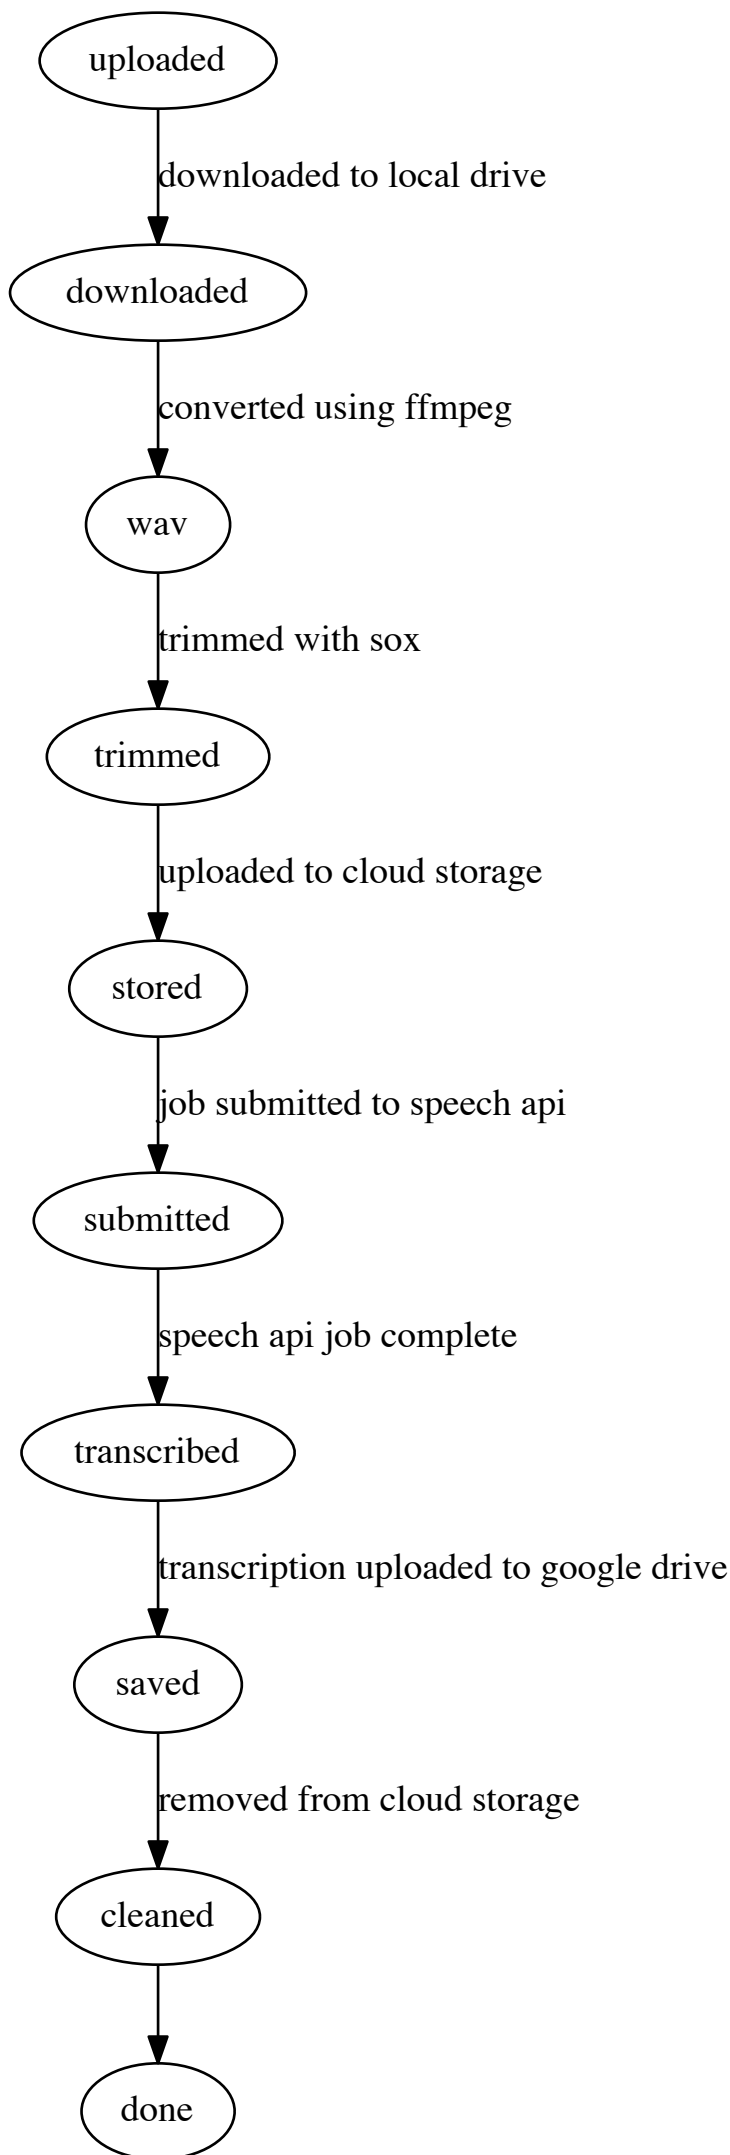 uploaded
downloaded to local drive
downloaded
converted using ffmpeg
wav
trimmed with sox
trimmed
uploaded to cloud storage
stored
job submitted to speech api
submitted
speech api job complete
transcribed
transcription uploaded to google drive
saved
removed from cloud storage
cleaned
done